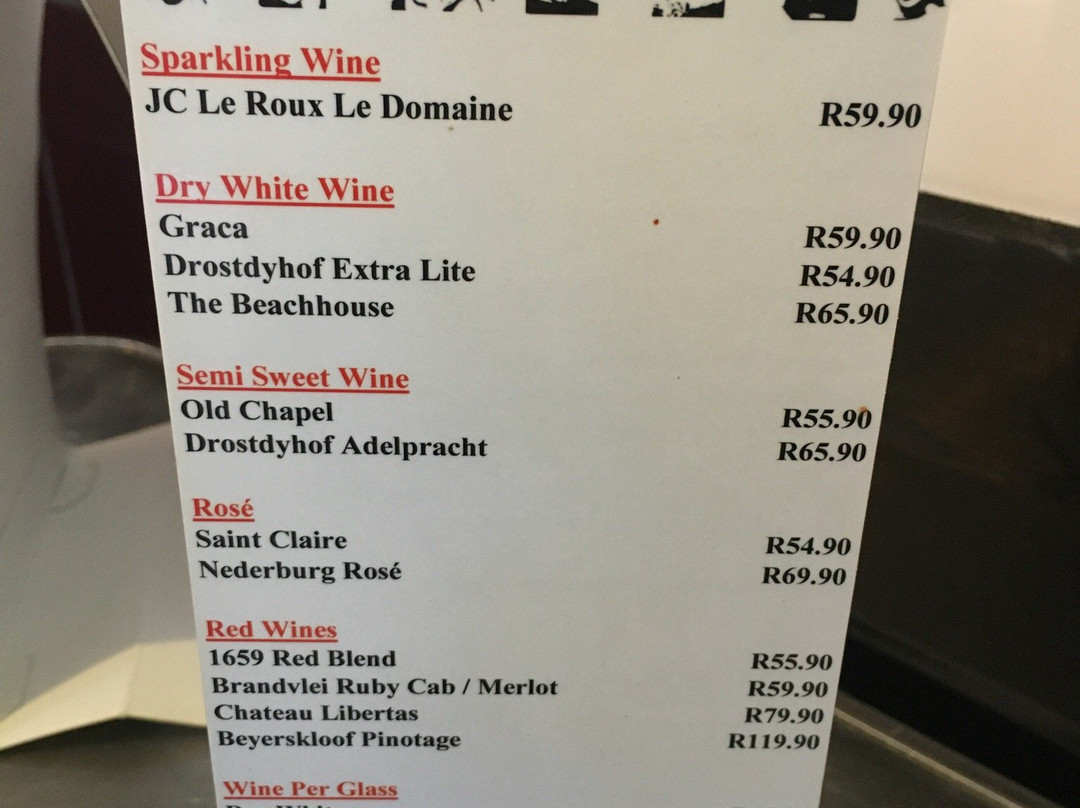 Sparkling Wine
JC Le Roux Le Domaine R59.90
Dry White Wine
Graca R59.90
Drostdyhof Extra Lite R54.90
The Beachhouse R65.90
Semi Sweet Wine
Old Chapel R55.90
Drostdyhof Adelpracht R65.90
Rosé
Saint Claire R54.90
Nederburg Rosé R69.90
Red Wines
1659 Red Blend R55.90
Brandvlei Ruby Cab / Merlot R59.90
Chateau Libertas R79.90
Beyerskloof Pinotage R119.90
Wine Per Glass